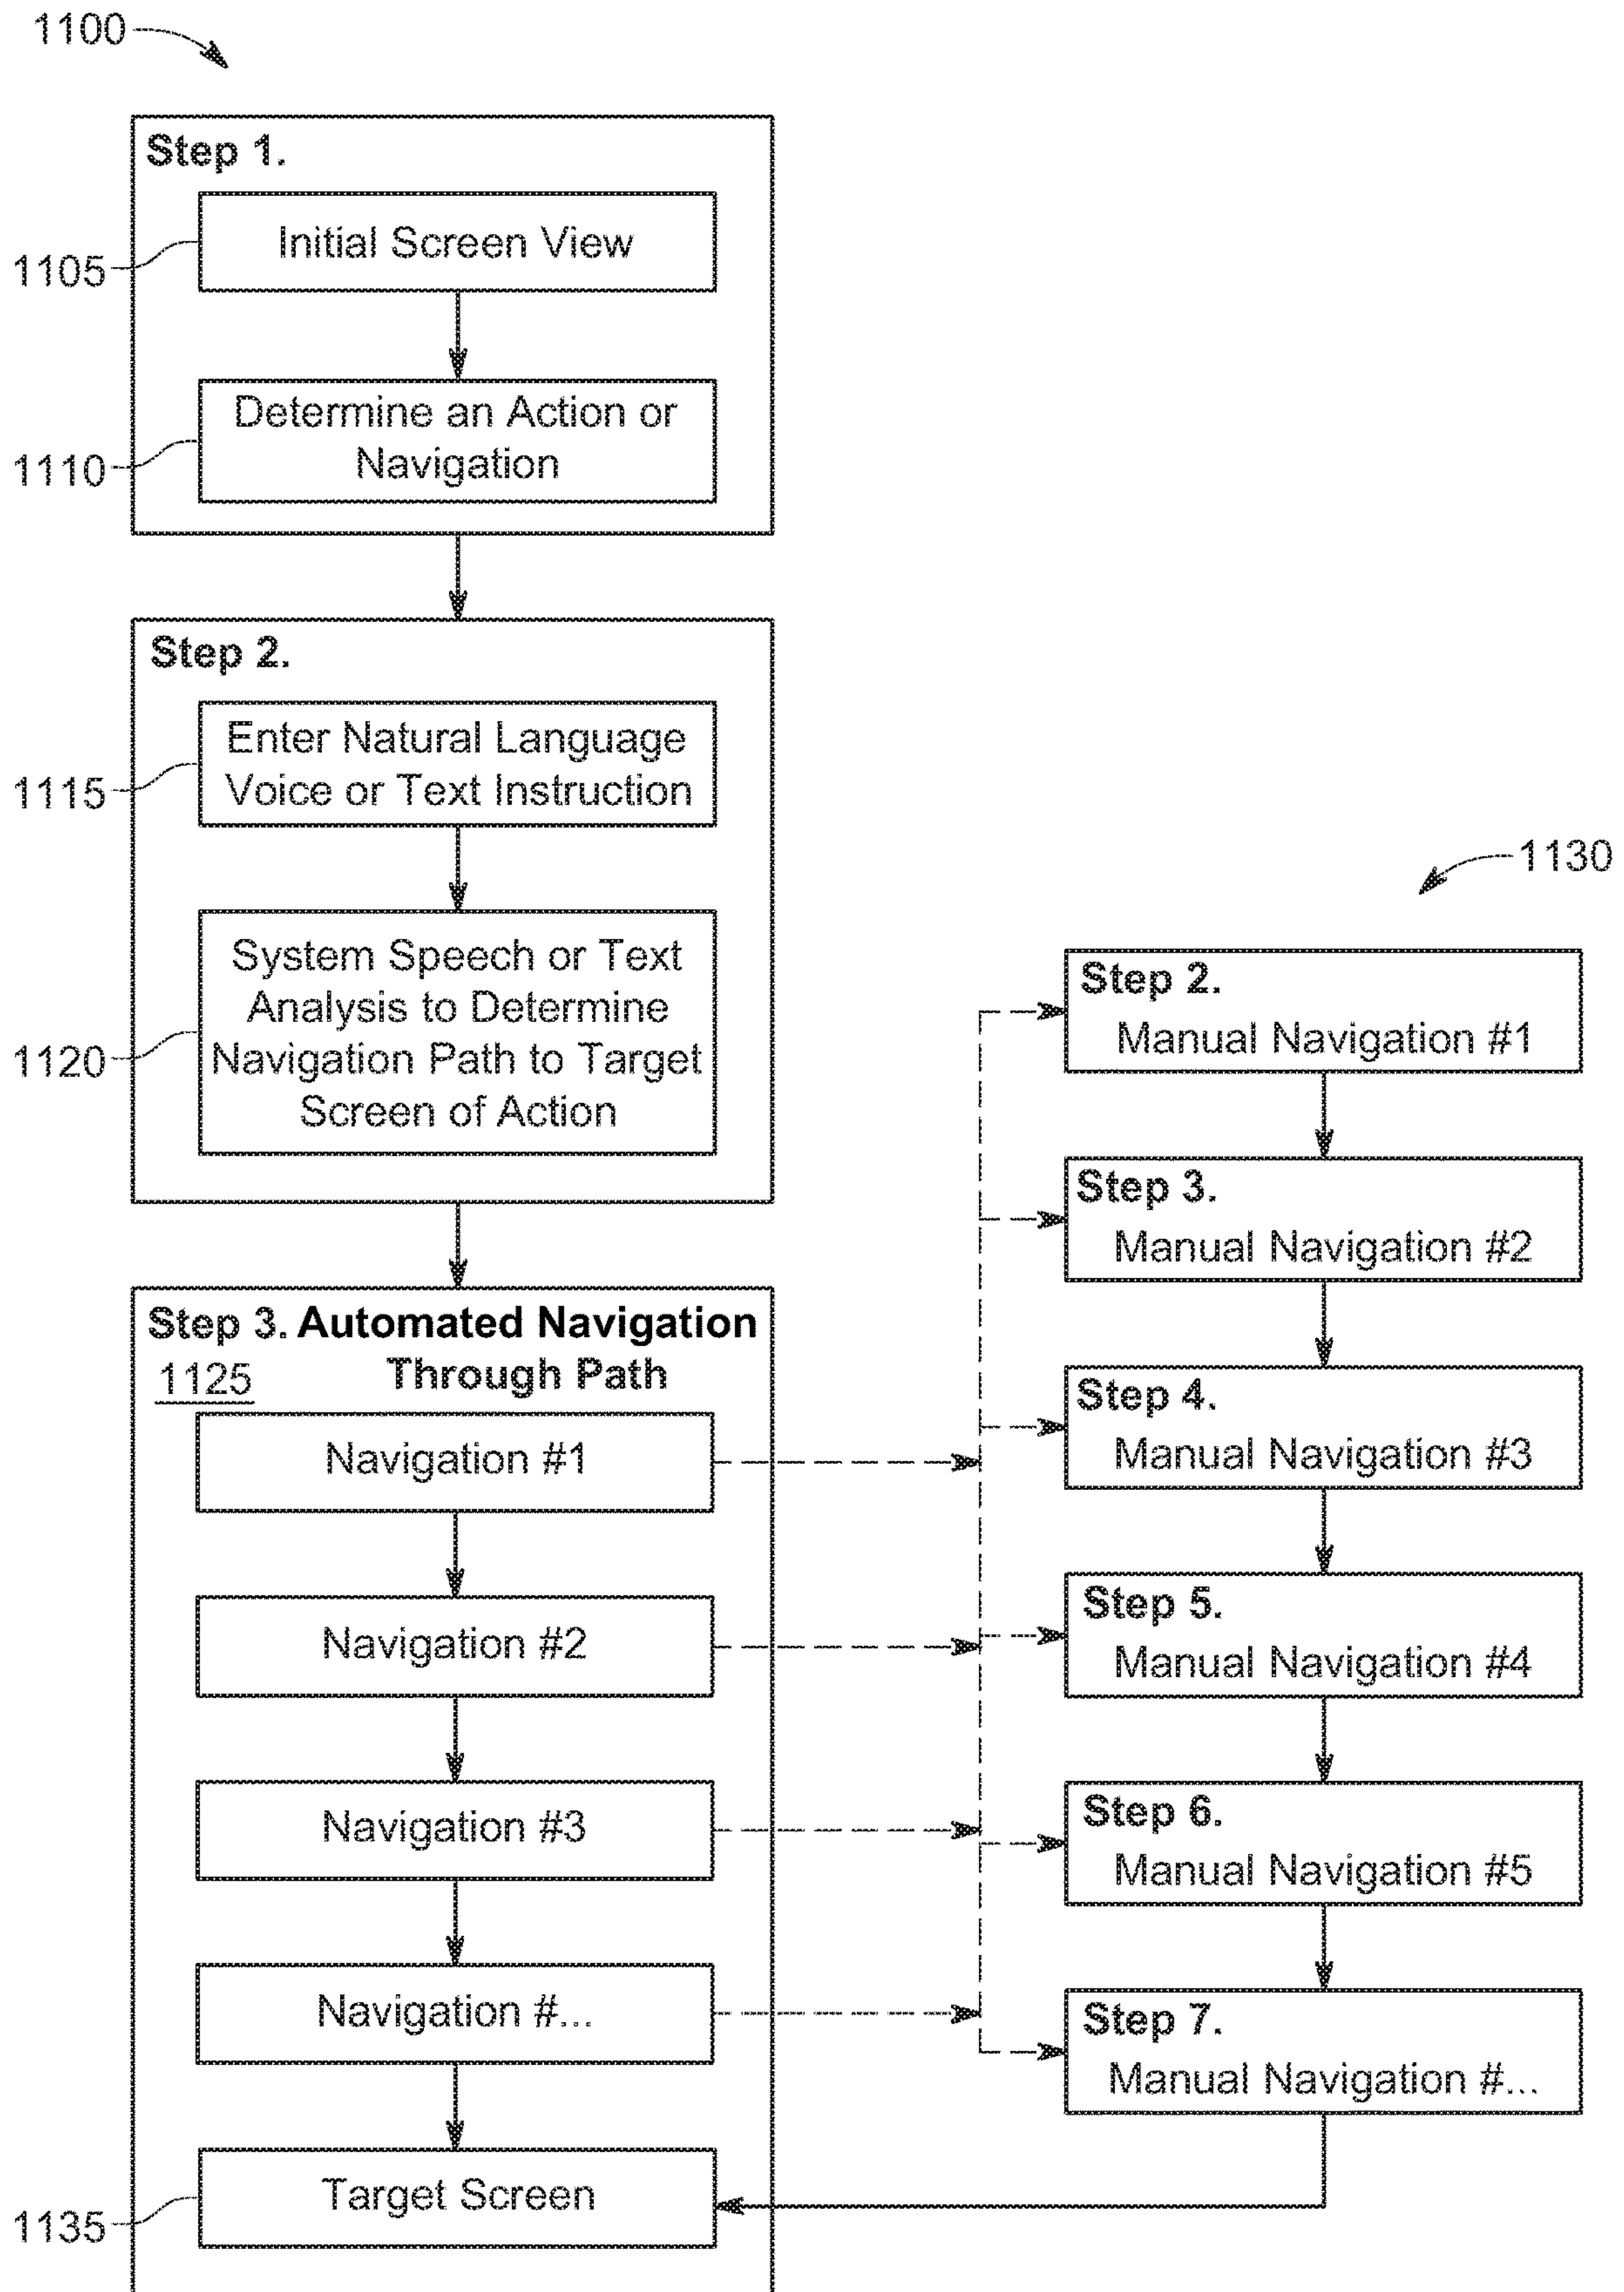 1100
Step 1.
Initial Screen View
1105
Determine an Action or
Navigation
1110
Step 2.
Enter Natural Language
Voice or Text Instruction
1115
System Speech or Text
Analysis to Determine
Navigation Path to Target
Screen of Action
1120
Step 3. Automated Navigation
Through Path
1125
Navigation #1
Navigation #2
Navigation #3
Navigation #...
Target Screen
1135
1130
Step 2.
Manual Navigation #1
Step 3.
Manual Navigation #2
Step 4.
Manual Navigation #3
Step 5.
Manual Navigation #4
Step 6.
Manual Navigation #5
Step 7.
Manual Navigation #...